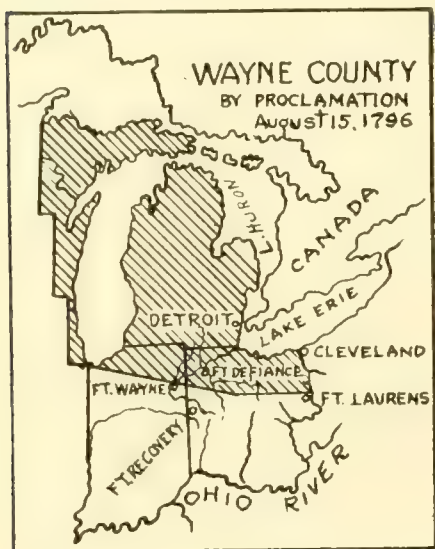 WAYNE COUNTY
BY PROCLAMATION
AUGUST 15, 1796
L. HURON
CANADA
DETROIT
LAKE ERIE
CLEVELAND
FT. DEFIANCE
FT. WAYNE
FT. LAURENS
FT. RECOVERY
OHIO RIVER